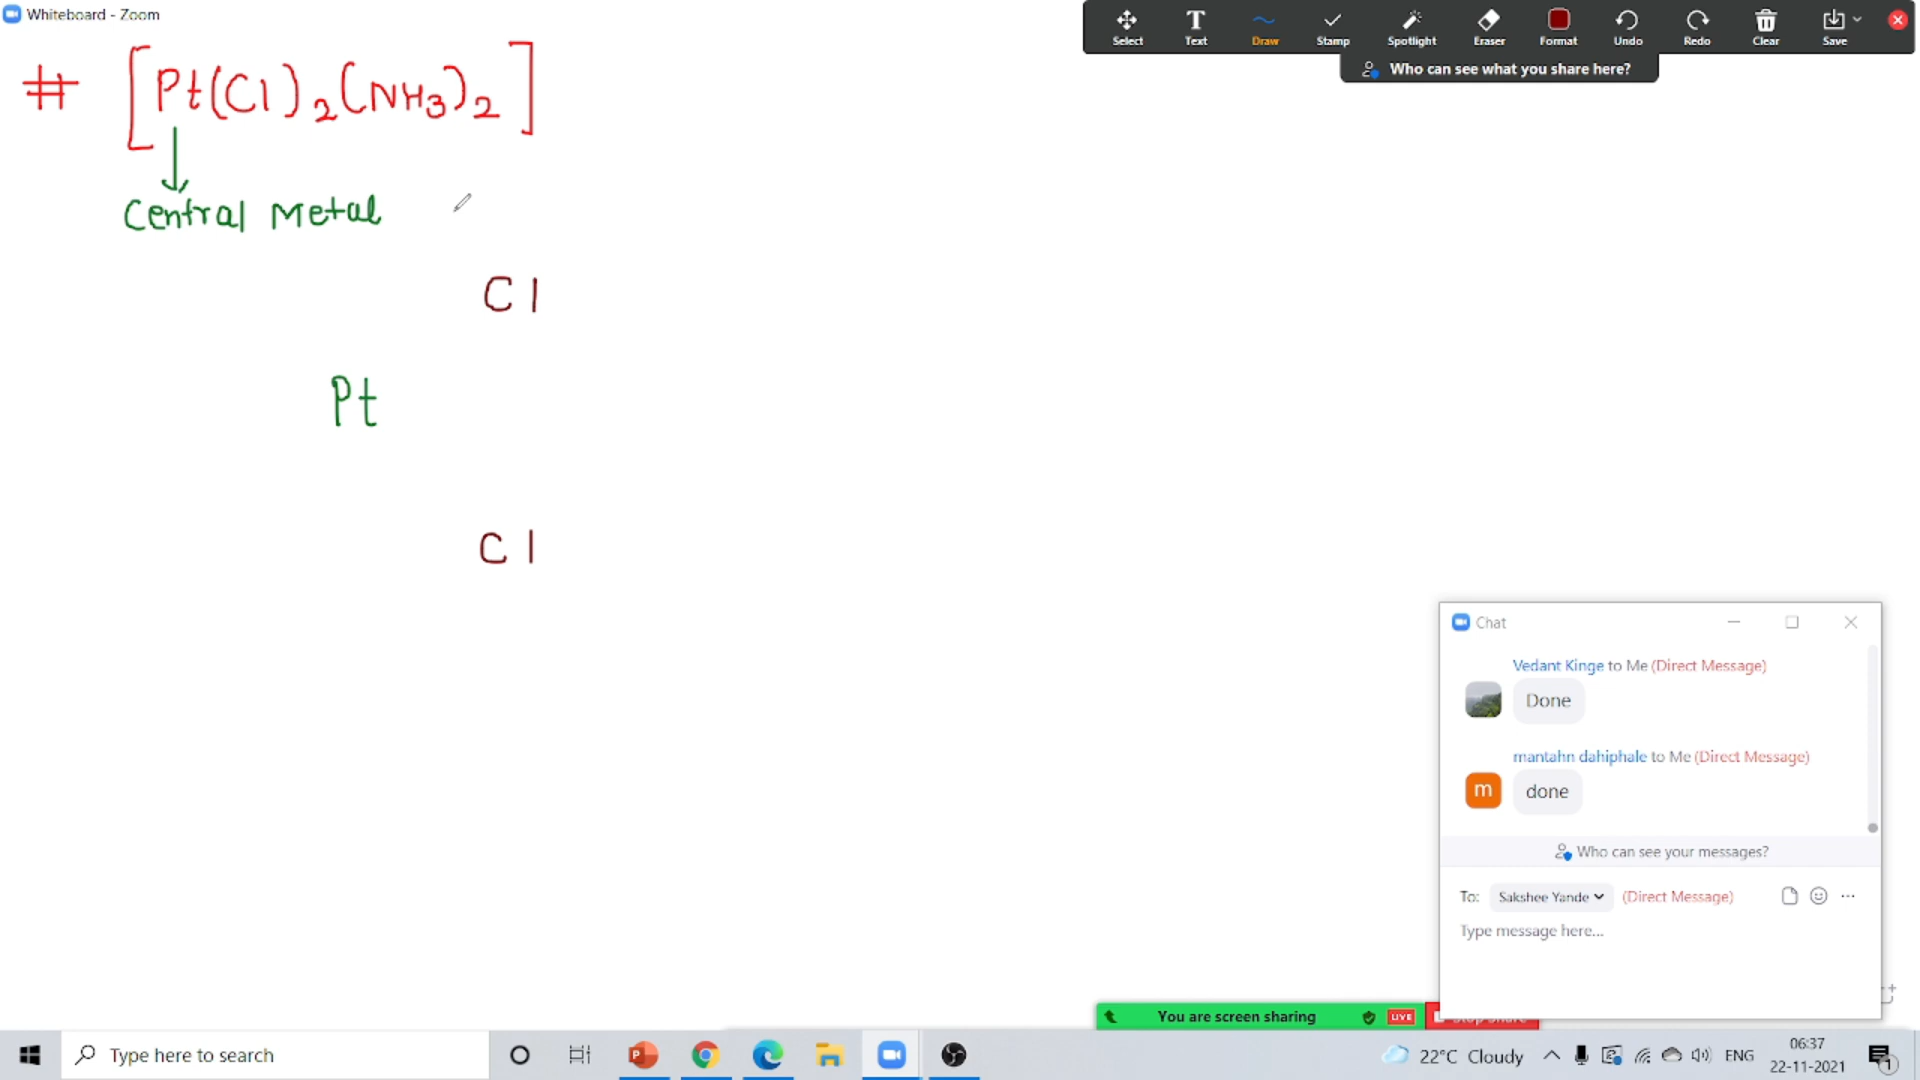 Whiteboard - Zoom
Select Text Draw Stamp Spotlight Eraser Format Undo Redo Clear Save
Who can see what you share here?
# [Pt(Cl)2(NH3)2]
Central Metal
Cl
Pt
Cl
Chat
Vedant Kinge to Me (Direct Message)
Done
mantahn dahiphale to Me (Direct Message)
m
done
Who can see your messages?
To: Sakshee Yande (Direct Message)
Type message here...
You are screen sharing LIVE
Type here to search
22°C Cloudy ENG
06:37
22-11-2021
1